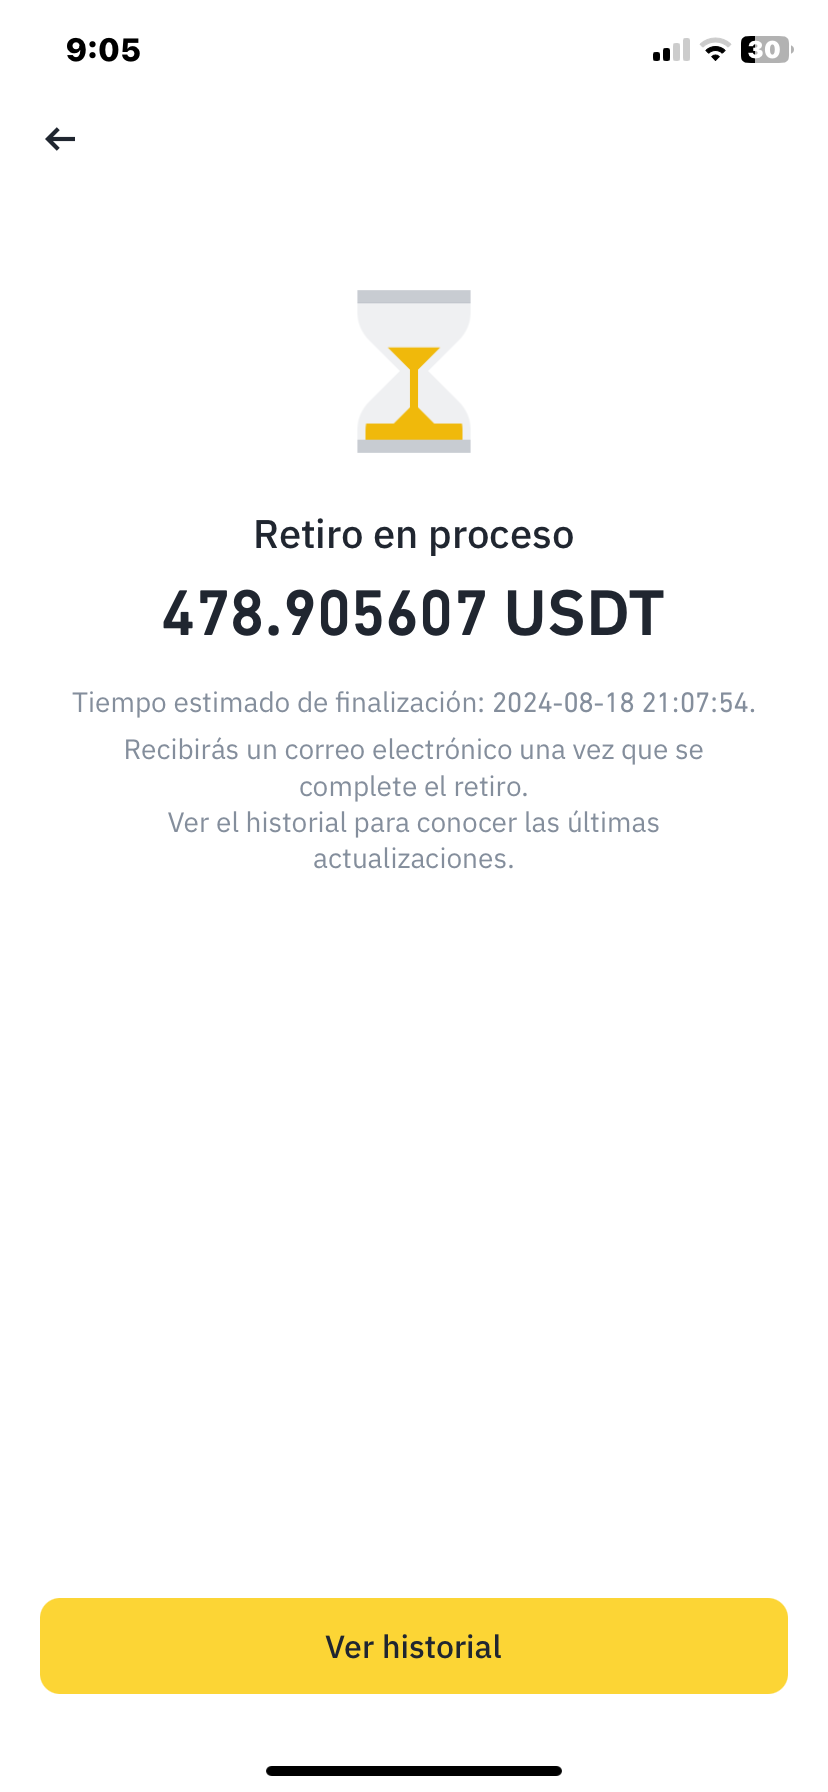 9:05
30
Retiro en proceso
478.905607 USDT
Tiempo estimado de finalización: 2024-08-18 21:07:54.
Recibirás un correo electrónico una vez que se
complete el retiro.
Ver el historial para conocer las últimas
actualizaciones.
Ver historial